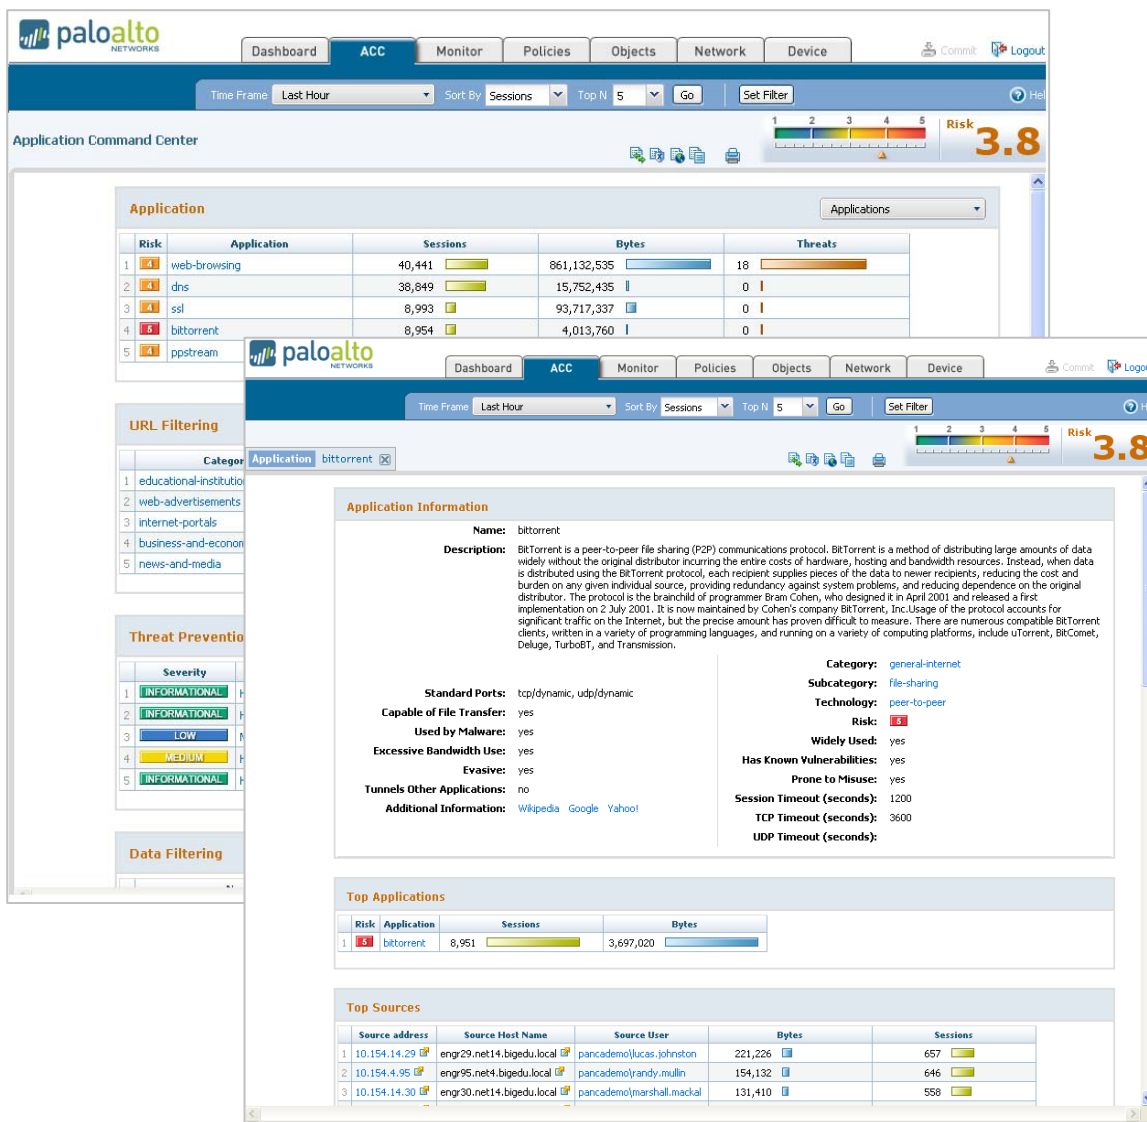 paloalto
NETWORKS
Dashboard ACC Monitor Policies Objects Network Device Commit Logout
Time Frame Last Hour Sort By Sessions Top N 5 Go Set Filter
Application Command Center
1 2 3 4 5 Risk 3.8
Application Applications
Risk Application Sessions Bytes Threats
1 4 web-browsing 40,441 861,132,535 18
2 4 dns 38,849 15,752,435 0
3 4 ssl 8,993 93,717,337 0
4 5 bittorrent 8,954 4,013,760 0
5 4 ppstream
URL Filtering
Categor
1 educational-institutio
2 web-advertisements
3 internet-portals
4 business-and-econom
5 news-and-media
Threat Preventio
Severity
1 INFORMATIONAL
2 INFORMATIONAL
3 LOW
4 MEDIUM
5 INFORMATIONAL
Data Filtering
paloalto
NETWORKS
Dashboard ACC Monitor Policies Objects Network Device Commit Logou
Time Frame Last Hour Sort By Sessions Top N 5 Go Set Filter
1 2 3 4 5 Risk 3.8
Application bittorrent
Application Information
Name: bittorrent
Description: BitTorrent is a peer-to-peer file sharing (P2P) communications protocol. BitTorrent is a method of distributing large amounts of data
widely without the original distributor incurring the entire costs of hardware, hosting and bandwidth resources. Instead, when data
is distributed using the BitTorrent protocol, each recipient supplies pieces of the data to newer recipients, reducing the cost and
burden on any given individual source, providing redundancy against system problems, and reducing dependence on the original
distributor. The protocol is the brainchild of programmer Bram Cohen, who designed it in April 2001 and released a first
implementation on 2 July 2001. It is now maintained by Cohen's company BitTorrent, Inc.Usage of the protocol accounts for
significant traffic on the Internet, but the precise amount has proven difficult to measure. There are numerous compatible BitTorrent
clients, written in a variety of programming languages, and running on a variety of computing platforms, include uTorrent, BitComet,
Deluge, TurboBT, and Transmission.
Standard Ports: tcp/dynamic, udp/dynamic
Capable of File Transfer: yes
Used by Malware: yes
Excessive Bandwidth Use: yes
Evasive: yes
Tunnels Other Applications: no
Additional Information: Wikipedia Google Yahoo!
Category: general-internet
Subcategory: file-sharing
Technology: peer-to-peer
Risk: 5
Widely Used: yes
Has Known Vulnerabilities: yes
Prone to Misuse: yes
Session Timeout (seconds): 1200
TCP Timeout (seconds): 3600
UDP Timeout (seconds):
Top Applications
Risk Application Sessions Bytes
1 5 bittorrent 8,951 3,697,020
Top Sources
Source address Source Host Name Source User Bytes Sessions
1 10.154.14.29 engr29.net14.bigedu.local pancademo\lucas.johnston 221,226 657
2 10.154.4.95 engr95.net4.bigedu.local pancademo\randy.mullin 154,132 646
3 10.154.14.30 engr30.net14.bigedu.local pancademo\marshall.mackal 131,410 558